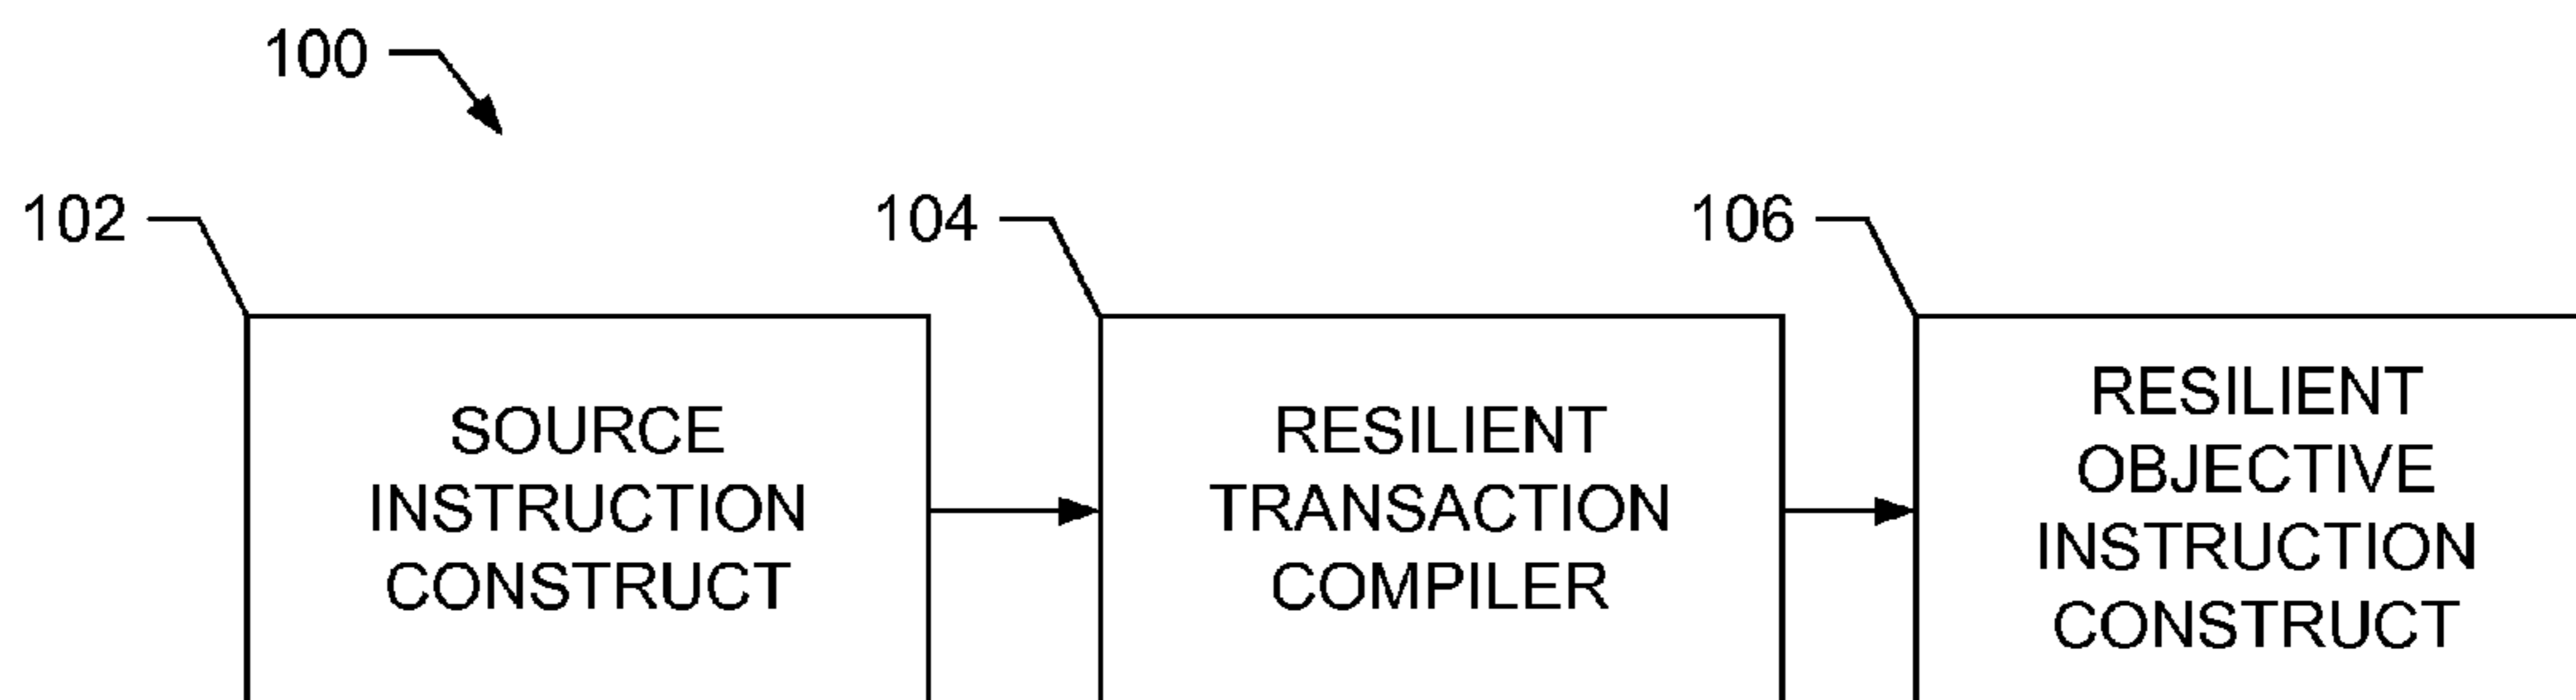 100
102
104
106
SOURCE
INSTRUCTION
CONSTRUCT
RESILIENT
TRANSACTION
COMPILER
RESILIENT
OBJECTIVE
INSTRUCTION
CONSTRUCT